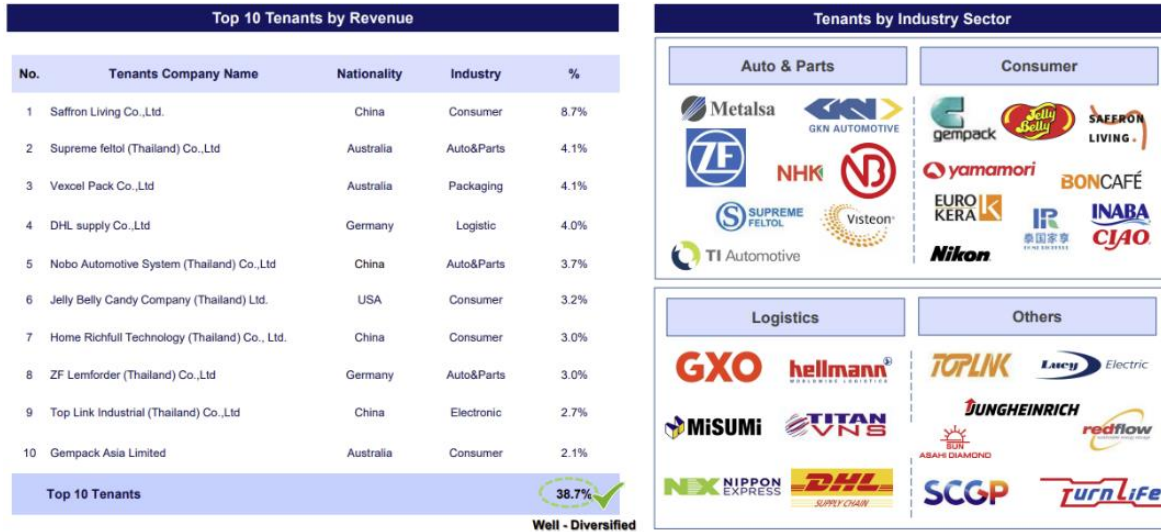 Top 10 Tenants by Revenue
No. Tenants Company Name Nationality Industry %
1 Saffron Living Co.,Ltd. China Consumer 8.7%
2 Supreme feltol (Thailand) Co.,Ltd Australia Auto&Parts 4.1%
3 Vexcel Pack Co.,Ltd Australia Packaging 4.1%
4 DHL supply Co.,Ltd Germany Logistic 4.0%
5 Nobo Automotive System (Thailand) Co.,Ltd China Auto&Parts 3.7%
6 Jelly Belly Candy Company (Thailand) Ltd. USA Consumer 3.2%
7 Home Richfull Technology (Thailand) Co., Ltd. China Consumer 3.0%
8 ZF Lemforder (Thailand) Co.,Ltd Germany Auto&Parts 3.0%
9 Top Link Industrial (Thailand) Co.,Ltd China Electronic 2.7%
10 Gempack Asia Limited Australia Consumer 2.1%
Top 10 Tenants 38.7%
Well - Diversified
Tenants by Industry Sector
Auto & Parts
Metalsa
GKN AUTOMOTIVE
ZF
NHK
SUPREME
FELTOL
Visteon
TI Automotive
Consumer
gempack
Jelly
Belly
SAFFRON
LIVING
yamamori
BONCAFÉ
EURO
KERA
泰国家享
INABA
CIAO
Nikon
Logistics
GXO
hellmann
WORLDWIDE LOGISTICS
MiSUMi
TITAN
VNS
NX NIPPON
EXPRESS
DHL
SUPPLY CHAIN
Others
TOPLINK
Lucy Electric
JUNGHEINRICH
SUN
ASAHI DIAMOND
redflow
SCGP
TurnLiFe